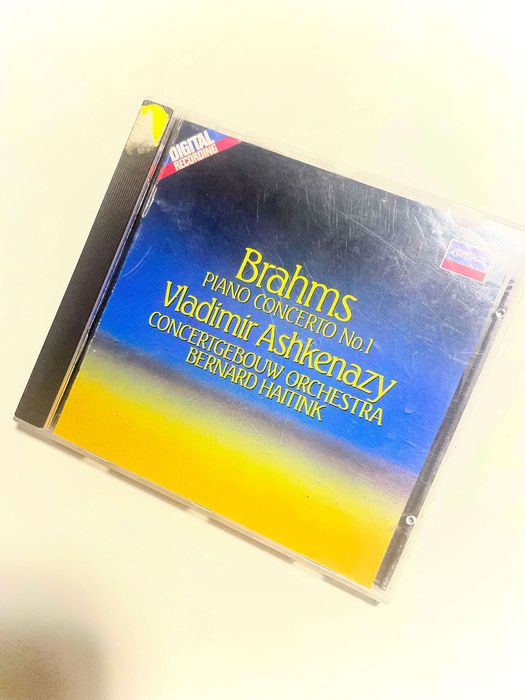 DIGITAL
RECORDING
Brahms
PIANO CONCERTO No.1
Vladimir Ashkenazy
CONCERTGEBOUW ORCHESTRA
BERNARD HAITINK